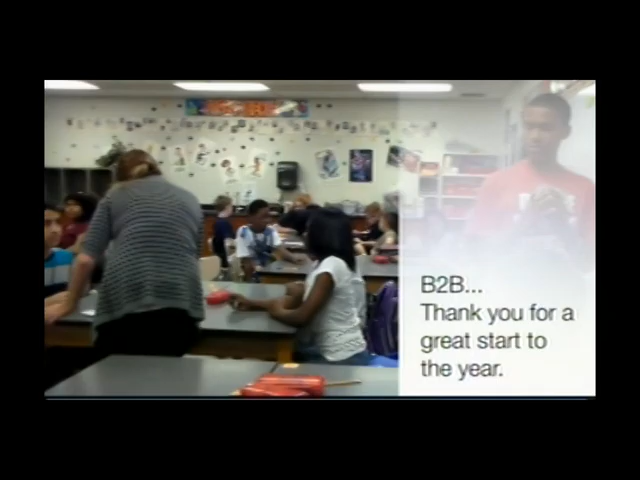 B2B...
Thank you for a
great start to
the year.